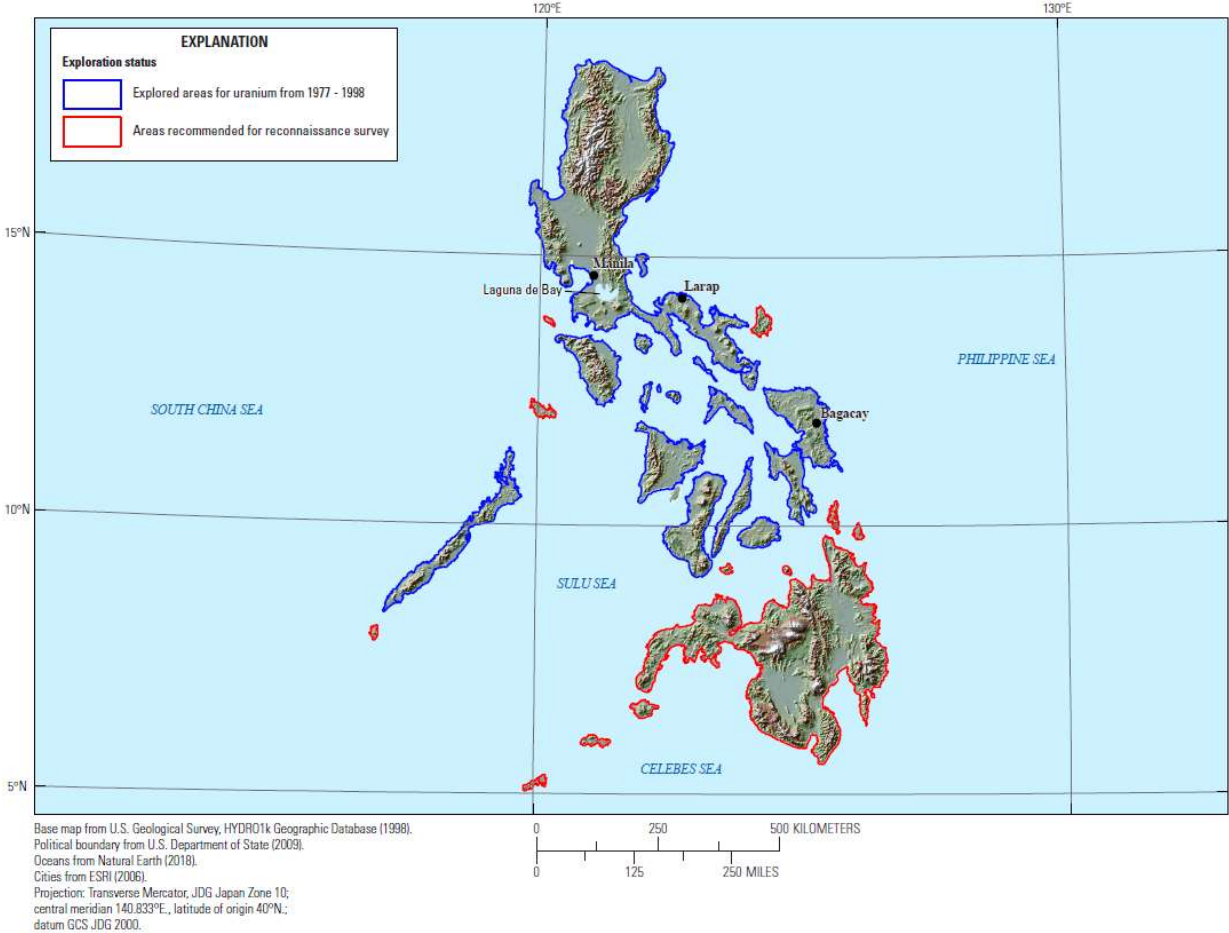 120°E
130°E
EXPLANATION
Exploration status
Explored areas for uranium from 1977 - 1998
Areas recommended for reconnaissance survey
15°N
Manila
Laguna de Bay
Larap
PHILIPPINE SEA
SOUTH CHINA SEA
Bagacay
10°N
SULU SEA
CELEBES SEA
5°N
Base map from U.S. Geological Survey, HYDRO1k Geographic Database (1998).
Political boundary from U.S. Department of State (2009).
Oceans from Natural Earth (2018).
Cities from ESRI (2006).
Projection: Transverse Mercator, JDG Japan Zone 10;
central meridian 140.833°E., latitude of origin 40°N.;
datum GCS JDG 2000.
0 250 500 KILOMETERS
0 125 250 MILES